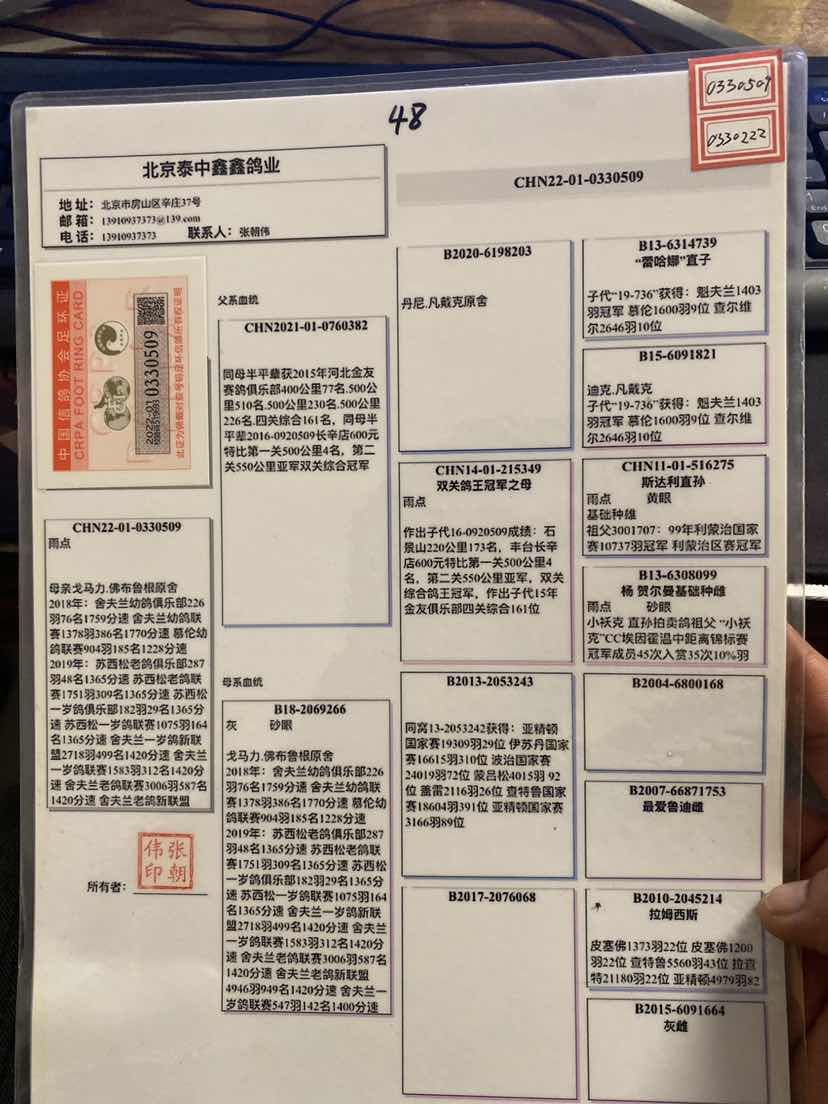 48
0330509
0330222
北京泰中鑫鑫鸽业
地址：北京市房山区辛庄37号
邮箱：13910937373@139.com
电话：13910937373 联系人：张朝伟
CHN22-01-0330509
中国信鸽协会足环证
CRPA FOOT RING CARD
2022-01
0330509
CHN22-01-0330509
雨点
母亲戈马力.佛布鲁根原舍
2018年：舍夫兰幼鸽俱乐部226
羽76名1759分速 舍夫兰幼鸽联
赛1378羽386名1770分速 慕伦幼
鸽联赛904羽185名1228分速
2019年：苏西松老鸽俱乐部287
羽48名1365分速 苏西松老鸽联
赛1751羽309名1365分速 苏西松
一岁鸽俱乐部182羽29名1365分
速 苏西松一岁鸽联赛1075羽164
名1365分速 舍夫兰一岁鸽新联
盟2718羽499名1420分速 舍夫兰
一岁鸽联赛1583羽312名1420分
速 舍夫兰老鸽联赛3006羽587名
1420分速 舍夫兰老鸽新联盟
所有者：
张朝伟印
父系血统
CHN2021-01-0760382
同母半平辈获2015年河北金友
赛鸽俱乐部400公里77名.500公
里510名.500公里230名.500公里
226名.四关综合161名，同母半
平辈2016-0920509长辛店600元
特比第一关500公里4名，第二
关550公里亚军双关综合冠军
母系血统
B18-2069266
灰 砂眼
戈马力.佛布鲁根原舍
2018年：舍夫兰幼鸽俱乐部226
羽76名1759分速 舍夫兰幼鸽联
赛1378羽386名1770分速 慕伦幼
鸽联赛904羽185名1228分速
2019年：苏西松老鸽俱乐部287
羽48名1365分速 苏西松老鸽联
赛1751羽309名1365分速 苏西松
一岁鸽俱乐部182羽29名1365分
速 苏西松一岁鸽联赛1075羽164
名1365分速 舍夫兰一岁鸽新联
盟2718羽499名1420分速 舍夫兰
一岁鸽联赛1583羽312名1420分
速 舍夫兰老鸽联赛3006羽587名
1420分速 舍夫兰老鸽新联盟
4946羽949名1420分速 舍夫兰一
岁鸽联赛547羽142名1400分速
B2020-6198203
丹尼.凡戴克原舍
CHN14-01-215349
双关鸽王冠军之母
雨点
作出子代16-0920509成绩：石
景山220公里173名，丰台长辛
店600元特比第一关500公里4
名，第二关550公里亚军，双关
综合鸽王冠军，作出子代15年
金友俱乐部四关综合161位
B2013-2053243
同窝13-2053242获得：亚精顿
国家赛19309羽29位 伊苏丹国家
赛16615羽310位 波治国家赛
24019羽72位 蒙吕松4015羽 92
位 盖雷2116羽26位 查特鲁国家
赛18604羽391位 亚精顿国家赛
3166羽89位
B2017-2076068
B13-6314739
“蕾哈娜”直子
子代“19-736”获得：魁夫兰1403
羽冠军 慕伦1600羽9位 查尔维
尔2646羽10位
B15-6091821
迪克.凡戴克
子代“19-736”获得：魁夫兰1403
羽冠军 慕伦1600羽9位 查尔维
尔2646羽10位
CHN11-01-516275
斯达利直孙
雨点 黄眼
基础种雄
祖父3001707：99年利蒙治国家
赛10737羽冠军 利蒙治区赛冠军
B13-6308099
杨 贺尔曼基础种雌
雨点 砂眼
小袄克 直孙拍卖鸽祖父 “小袄
克”CC埃因霍温中距离锦标赛
冠军成员45次入赏35次10%羽
B2004-6800168
B2007-66871753
最爱鲁迪雌
B2010-2045214
拉姆西斯
皮塞佛1373羽22位 皮塞佛1200
羽22位 查特鲁5560羽43位 拉查
特21180羽22位 亚精顿4979羽82
B2015-6091664
灰雌